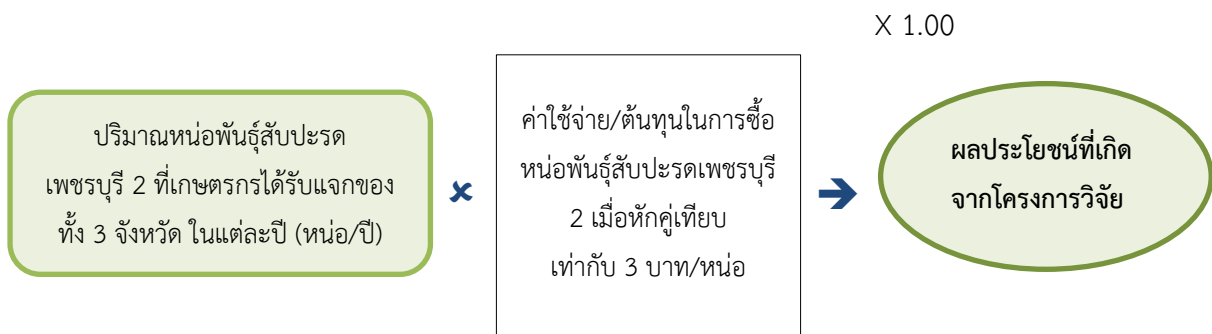 X 1.00
ปริมาณหน่อพันธุ์สับปะรด
เพชรบุรี 2 ที่เกษตรกรได้รับแจกของ
ทั้ง 3 จังหวัด ในแต่ละปี (หน่อ/ปี)
×
ค่าใช้จ่าย/ต้นทุนในการซื้อ
หน่อพันธุ์สับปะรดเพชรบุรี
2 เมื่อหักคู่เทียบ
เท่ากับ 3 บาท/หน่อ
➔
ผลประโยชน์ที่เกิด
จากโครงการวิจัย